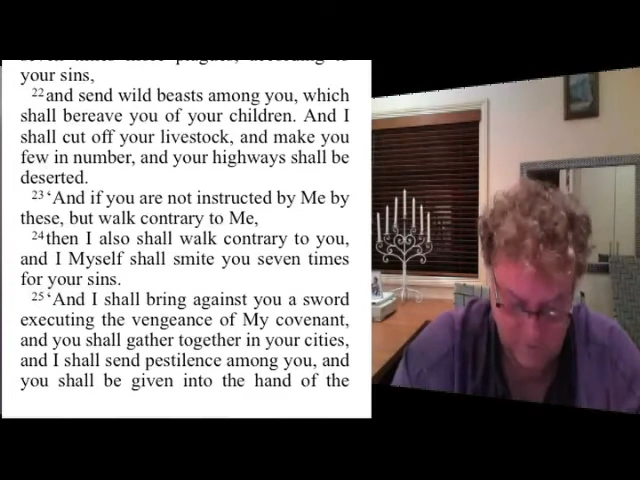 your sins,
22and send wild beasts among you, which
shall bereave you of your children. And I
shall cut off your livestock, and make you
few in number, and your highways shall be
deserted.
23‘And if you are not instructed by Me by
these, but walk contrary to Me,
24then I also shall walk contrary to you,
and I Myself shall smite you seven times
for your sins.
25‘And I shall bring against you a sword
executing the vengeance of My covenant,
and you shall gather together in your cities,
and I shall send pestilence among you, and
you shall be given into the hand of the